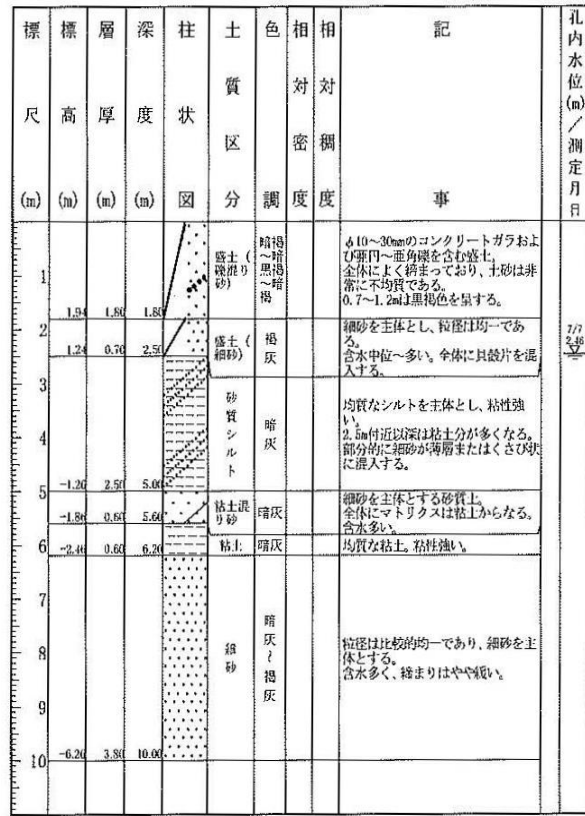 標尺(m)
標高(m)
層厚(m)
深度(m)
柱状図
土質区分
色調
相対密度
相対稠度
記事
孔内水位(m)/測定月日
1
1.94 1.80 1.80
盛土(
礫混り
砂)
暗褐
~暗
黒褐
~暗
褐
φ10~30mmのコンクリートガラおよ
び亜円~亜角礫を含む盛土。
全体によく締まっており、土砂は非
常に不均質である。
0.7~1.2mは黒褐色を呈する。
2
1.24 0.70 2.50
盛土(
細砂)
褐灰
細砂を主体とし、粒径は均一であ
る。
含水中位~多い。全体に貝殻片を混
入する。
7/7
2.46
3
4
5
-1.26 2.50 5.00
砂質シルト
暗灰
均質なシルトを主体とし、粘性強
い。
2.5m付近以深は粘土分が多くなる。
部分的に細砂が薄層またはくさび状
に混入する。
-1.86 0.60 5.60
粘土混
り砂
暗灰
細砂を主体とする砂質土。
全体にマトリクスは粘土からなる。
含水多い。
6
-2.46 0.60 6.20
粘土
暗灰
均質な粘土。粘性強い。
7
8
9
10
-6.26 3.80 10.00
細砂
暗灰~褐灰
粒径は比較的均一であり、細砂を主
体とする。
含水多く、締まりはやや緩い。